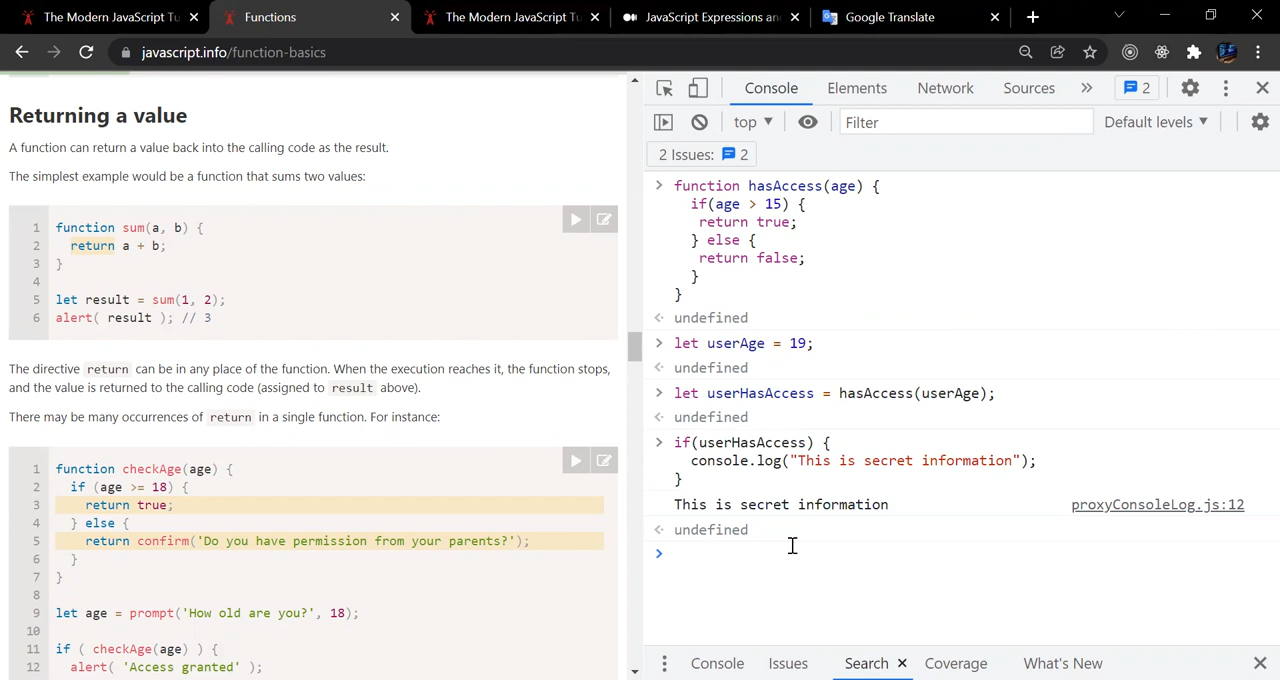 The Modern JavaScript Tu
Functions
The Modern JavaScript Tu
JavaScript Expressions an
Google Translate
javascript.info/function-basics
Returning a value
A function can return a value back into the calling code as the result.
The simplest example would be a function that sums two values:
1 function sum(a, b) {
2 return a + b;
3 }
4
5 let result = sum(1, 2);
6 alert( result ); // 3
The directive return can be in any place of the function. When the execution reaches it, the function stops,
and the value is returned to the calling code (assigned to result above).
There may be many occurrences of return in a single function. For instance:
1 function checkAge(age) {
2 if (age >= 18) {
3 return true;
4 } else {
5 return confirm('Do you have permission from your parents?');
6 }
7 }
8
9 let age = prompt('How old are you?', 18);
10
11 if ( checkAge(age) ) {
12 alert( 'Access granted' );
Console Elements Network Sources 2
top Filter Default levels
2 Issues: 2
function hasAccess(age) {
if(age > 15) {
return true;
} else {
return false;
}
}
undefined
let userAge = 19;
undefined
let userHasAccess = hasAccess(userAge);
undefined
if(userHasAccess) {
console.log("This is secret information");
}
This is secret information proxyConsoleLog.js:12
undefined
Console Issues Search Coverage What's New